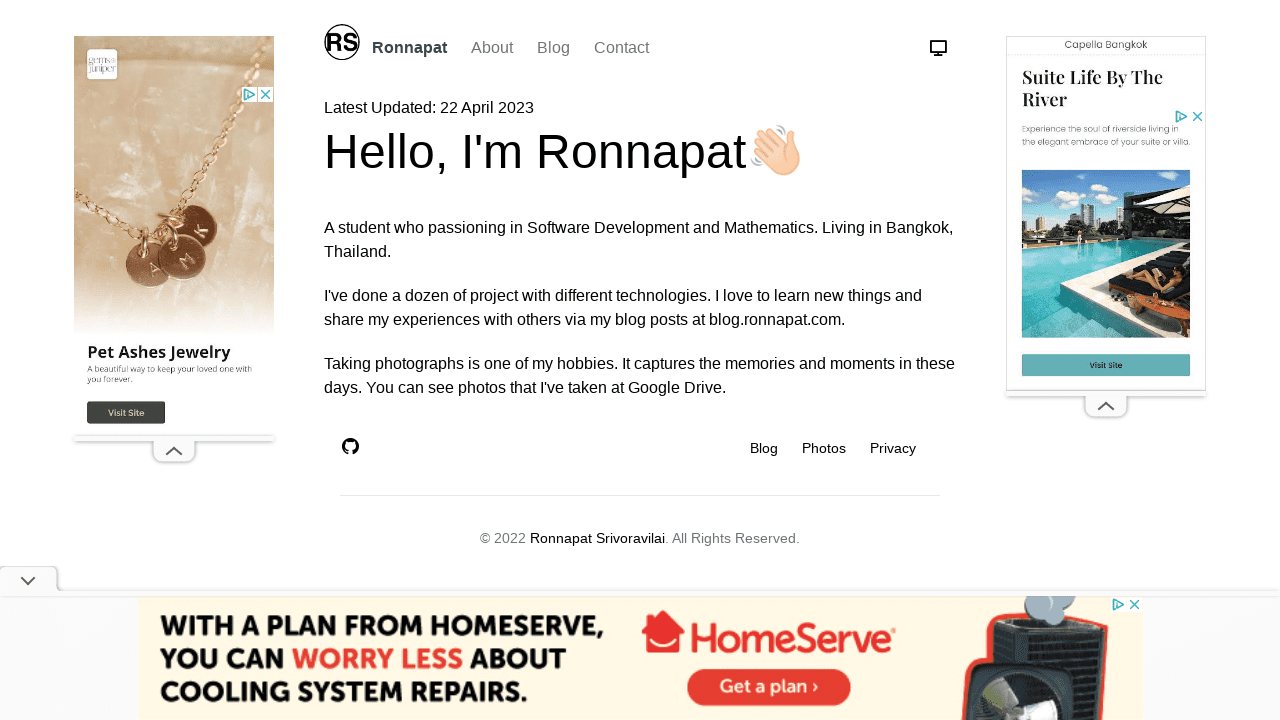 RS
Ronnapat About Blog Contact
Latest Updated: 22 April 2023
Hello, I'm Ronnapat👋🏻
A student who passioning in Software Development and Mathematics. Living in Bangkok,
Thailand.
I've done a dozen of project with different technologies. I love to learn new things and
share my experiences with others via my blog posts at blog.ronnapat.com.
Taking photographs is one of my hobbies. It captures the memories and moments in these
days. You can see photos that I've taken at Google Drive.
Blog Photos Privacy
© 2022 Ronnapat Srivoravilai. All Rights Reserved.
gems &
juniper
K
A
M
Pet Ashes Jewelry
A beautiful way to keep your loved one with
you forever.
Visit Site
Capella Bangkok
Suite Life By The
River
Experience the soul of riverside living in
the elegant embrace of your suite or villa.
Visit Site
WITH A PLAN FROM HOMESERVE,
YOU CAN WORRY LESS ABOUT
COOLING SYSTEM REPAIRS.
HomeServe
Get a plan ›